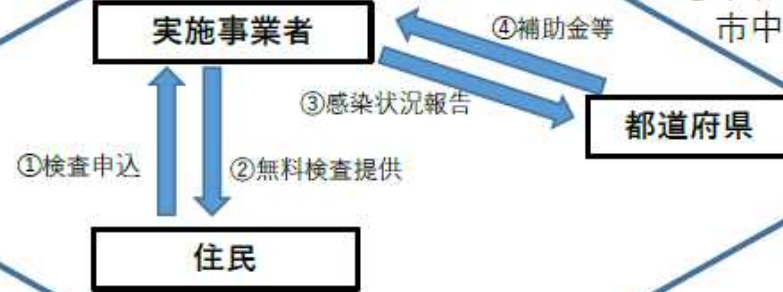 実施事業者
④補助金等
市中
③感染状況報告
都道府県
①検査申込
②無料検査提供
住民